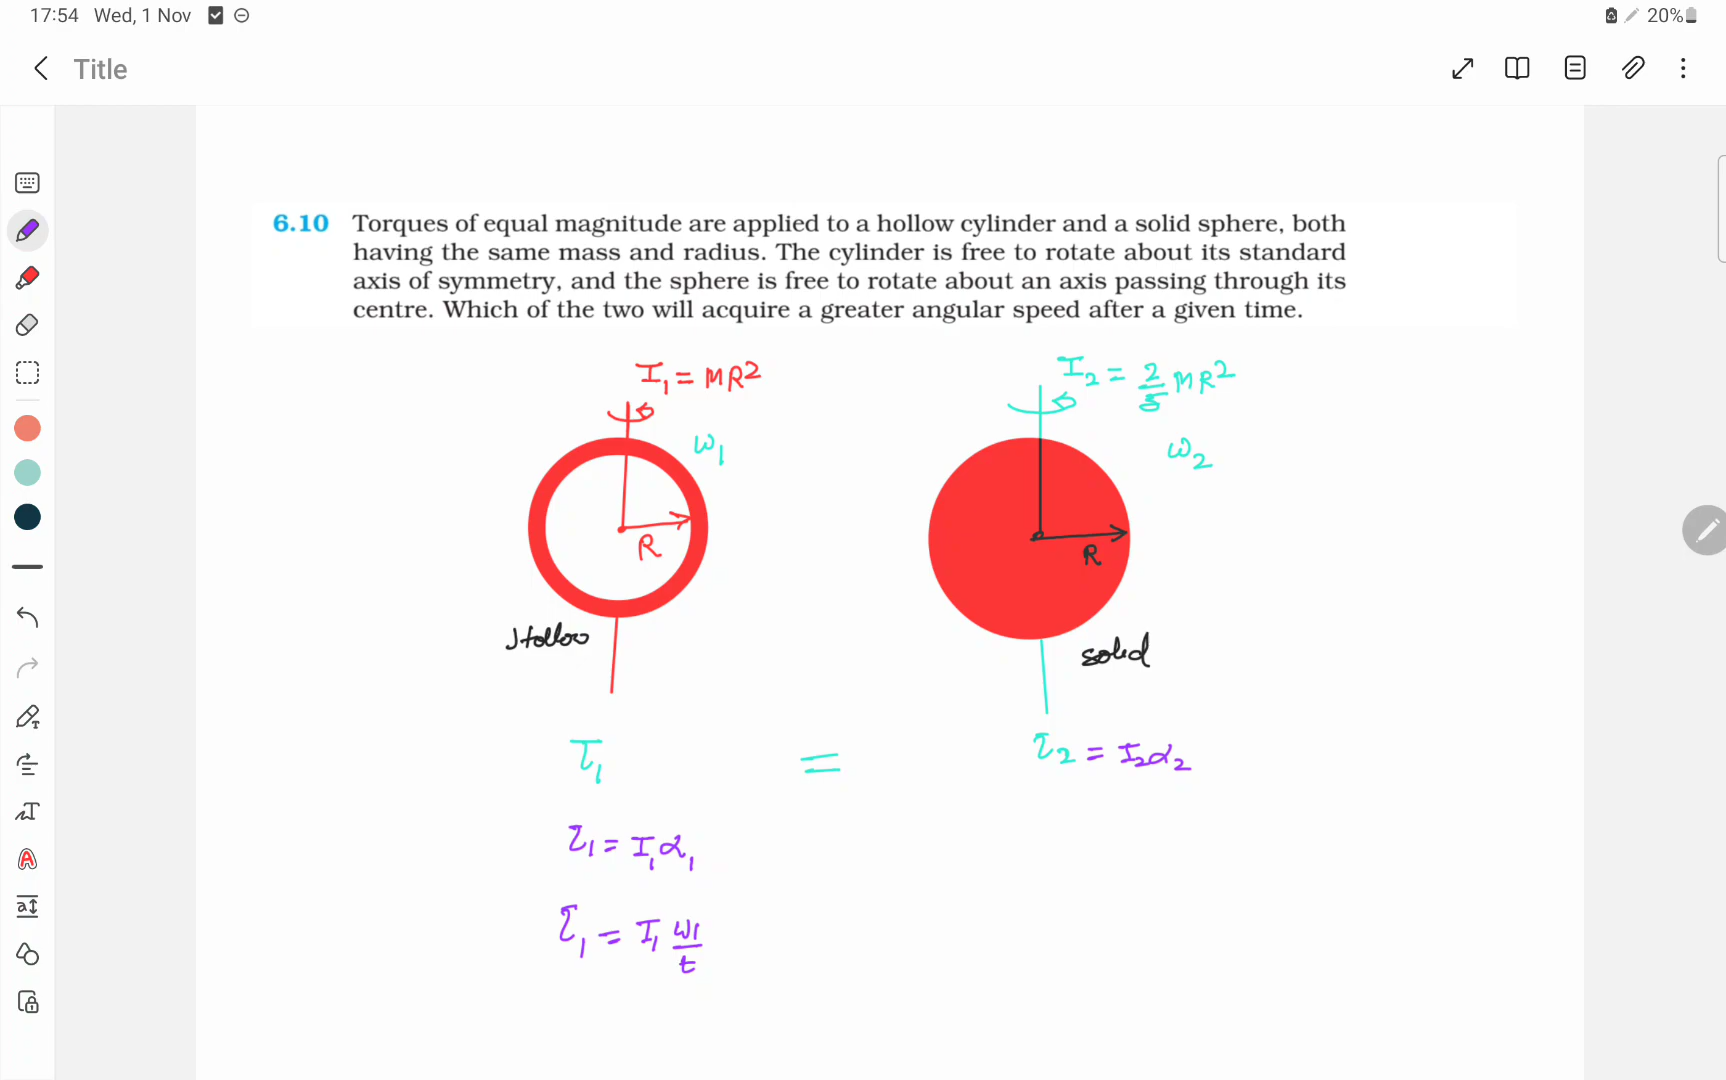 17:54 Wed, 1 Nov
20%
Title
6.10 Torques of equal magnitude are applied to a hollow cylinder and a solid sphere, both
having the same mass and radius. The cylinder is free to rotate about its standard
axis of symmetry, and the sphere is free to rotate about an axis passing through its
centre. Which of the two will acquire a greater angular speed after a given time.
I₁ = MR²
I₂ = 2/5 MR²
ω₁
ω₂
R
R
Hollow
solid
τ₁ = τ₂ = I₂α₂
τ₁ = I₁α₁
τ₁ = I₁ ω₁/t